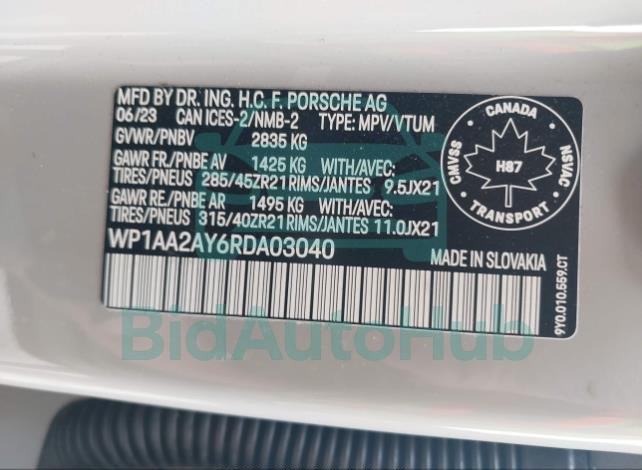 MFD BY DR. ING. H.C. F. PORSCHE AG
06/23 CAN ICES-2/NMB-2 TYPE: MPV/VTUM
GVWR/PNBV 2835 KG
GAWR FR/PNBE AV 1425 KG WITH/AVEC:
TIRES/PNEUS 285/45ZR21 RIMS/JANTES 9.5JX21
GAWR RE./PNBE AR 1495 KG WITH/AVEC:
TIRES/PNEUS 315/40ZR21 RIMS/JANTES 11.0JX21
WP1AA2AY6RDA03040
MADE IN SLOVAKIA
CANADA
CMVSS
NSVAC
H87
TRANSPORT
9Y0.010.559.CT
BidAutoHub